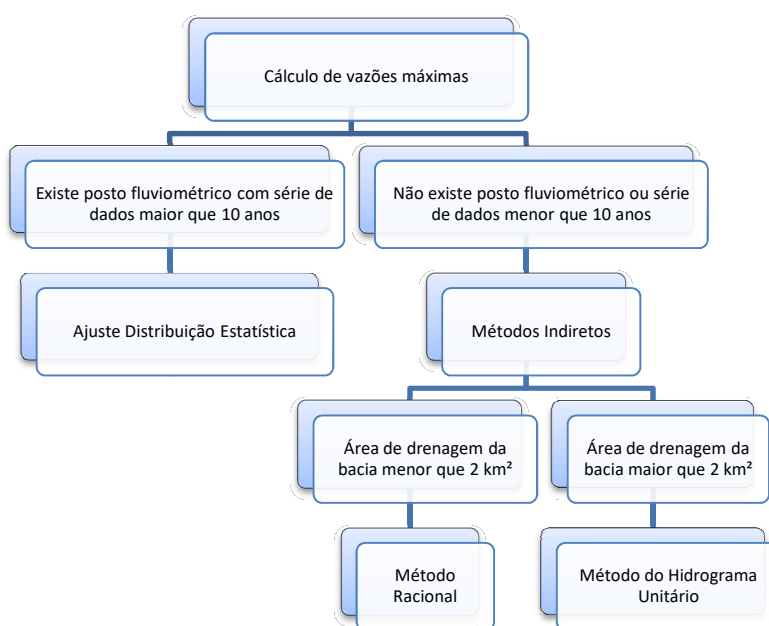 Cálculo de vazões máximas
Existe posto fluviométrico com série de
dados maior que 10 anos
Não existe posto fluviométrico ou série
de dados menor que 10 anos
Ajuste Distribuição Estatística
Métodos Indiretos
Área de drenagem da
bacia menor que 2 km²
Área de drenagem da
bacia maior que 2 km²
Método
Racional
Método do Hidrograma
Unitário